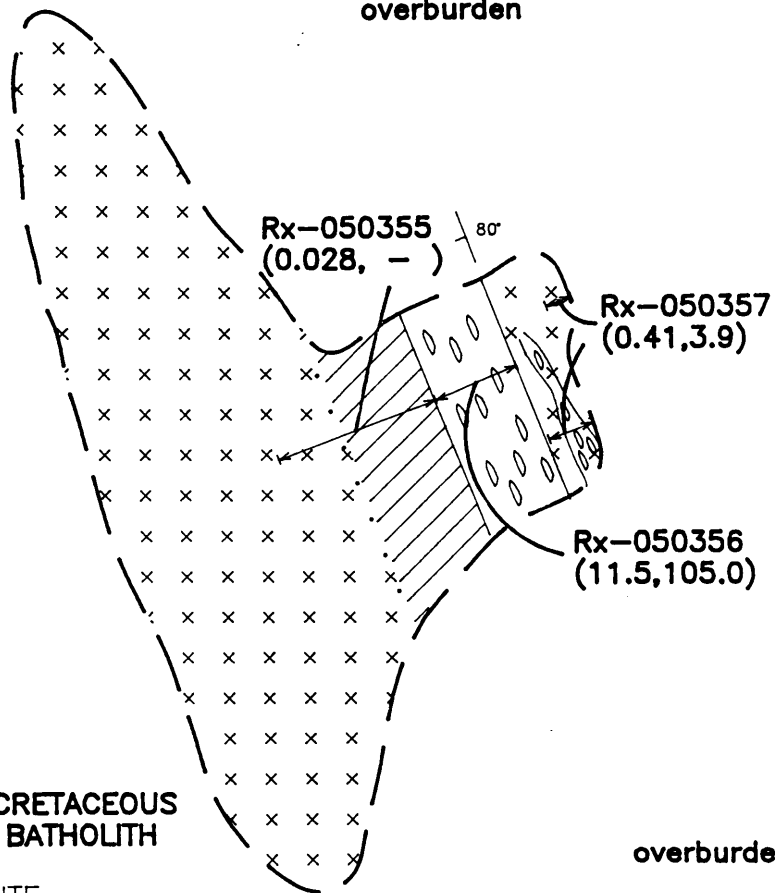 overburden
Rx-050355
(0.028, - )
80°
Rx-050357
(0.41,3.9)
Rx-050356
(11.5,105.0)
CRETACEOUS
BATHOLITH